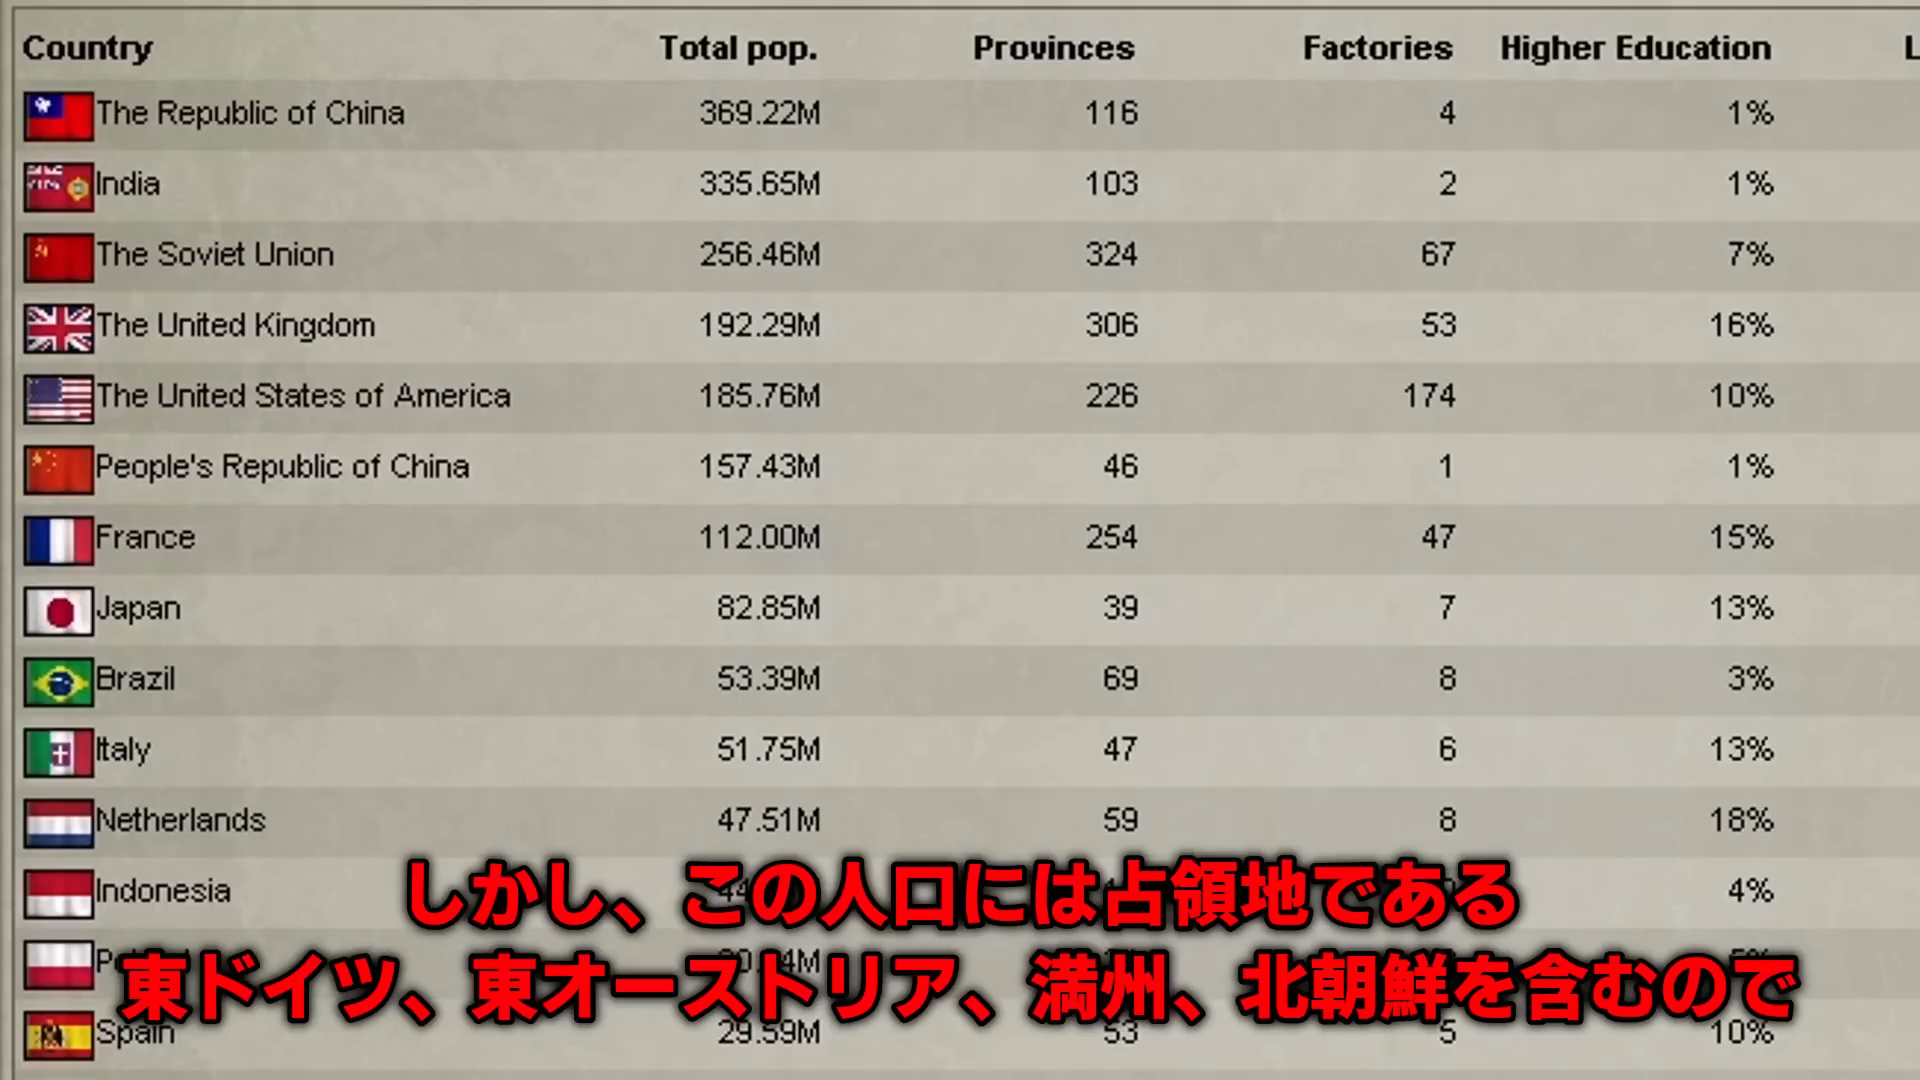 Country Total pop. Provinces Factories Higher Education L
The Republic of China 369.22M 116 4 1%
India 335.65M 103 2 1%
The Soviet Union 256.46M 324 67 7%
The United Kingdom 192.29M 306 53 16%
The United States of America 185.76M 226 174 10%
People's Republic of China 157.43M 46 1 1%
France 112.00M 254 47 15%
Japan 82.85M 39 7 13%
Brazil 53.39M 69 8 3%
Italy 51.75M 47 6 13%
Netherlands 47.51M 59 8 18%
Indonesia 4%
しかし、この人口には占領地である
東ドイツ、東オーストリア、満州、北朝鮮を含むので
Spain 29.59M 53 5 10%